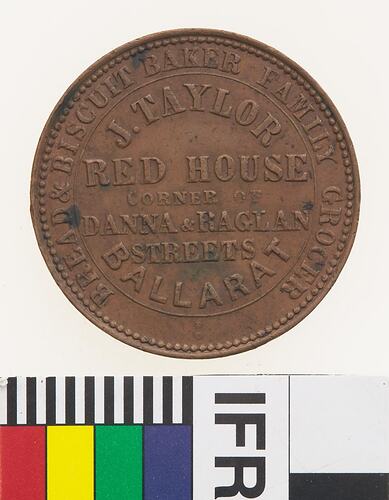 BREAD & BISCUIT BAKER FAMILY GROCER
J. TAYLOR
RED HOUSE
CORNER OF
DANNA & RAGLAN
STREETS
BALLARAT
IFR